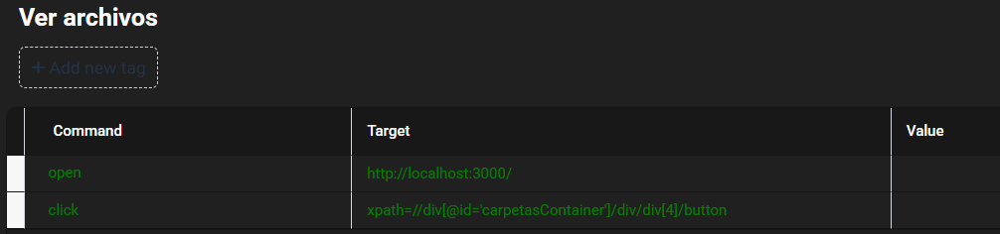 Ver archivos
+ Add new tag
Command Target Value
open http://localhost:3000/
click xpath=//div[@id='carpetasContainer']/div/div[4]/button